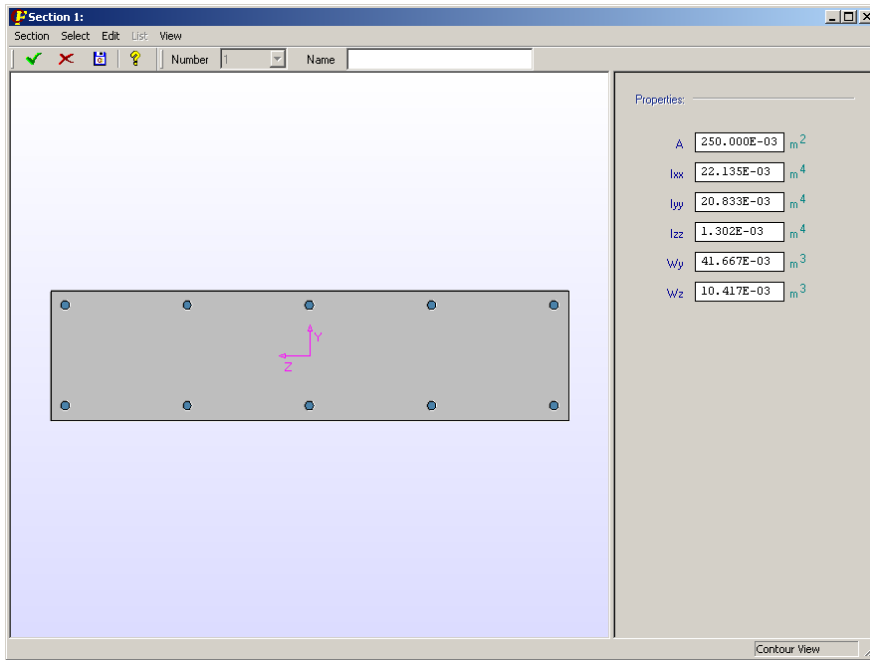 Section 1:
Section Select Edit List View
Number 1 Name
Properties:
A 250.000E-03 m2
Ixx 22.135E-03 m4
Iyy 20.833E-03 m4
Izz 1.302E-03 m4
Wy 41.667E-03 m3
Wz 10.417E-03 m3
Y
Z
Contour View